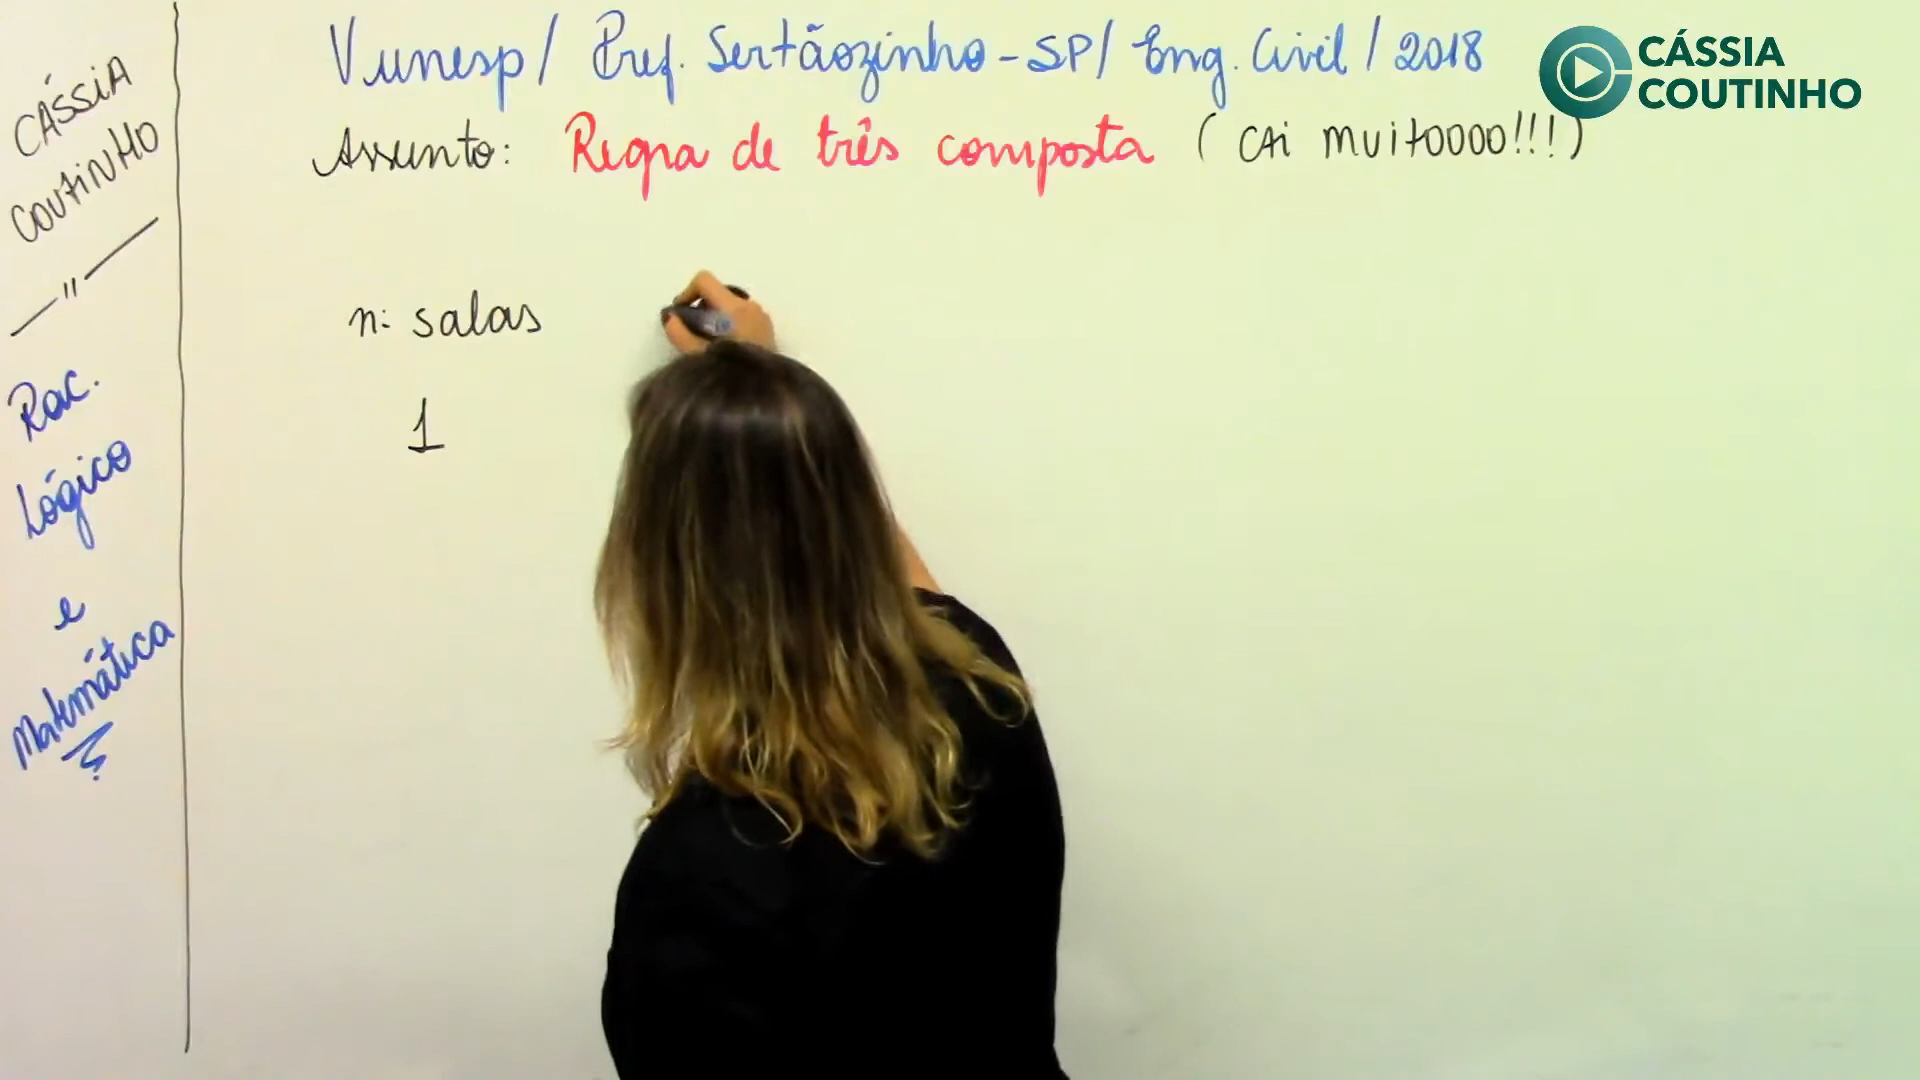 CÁSSIA
COUTINHO
Rac.
Lógico
e
Matemática
Vunesp / Pref. Sertãozinho - SP / Eng. Civil / 2018
Assunto: Regra de três composta ( CAi MUitOOOO!!! )
n: salas
1
CÁSSIA
COUTINHO